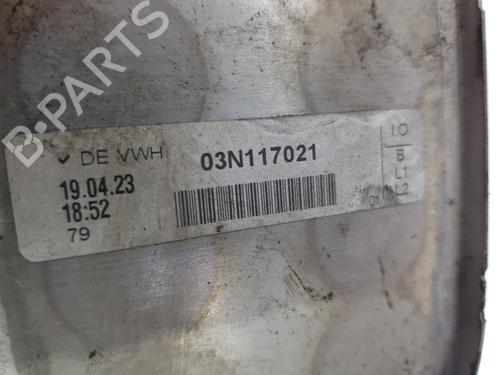 B-PARTS
DE VWH
03N117021
19.04.23
18:52
79
I.O
B
L1
L2
01